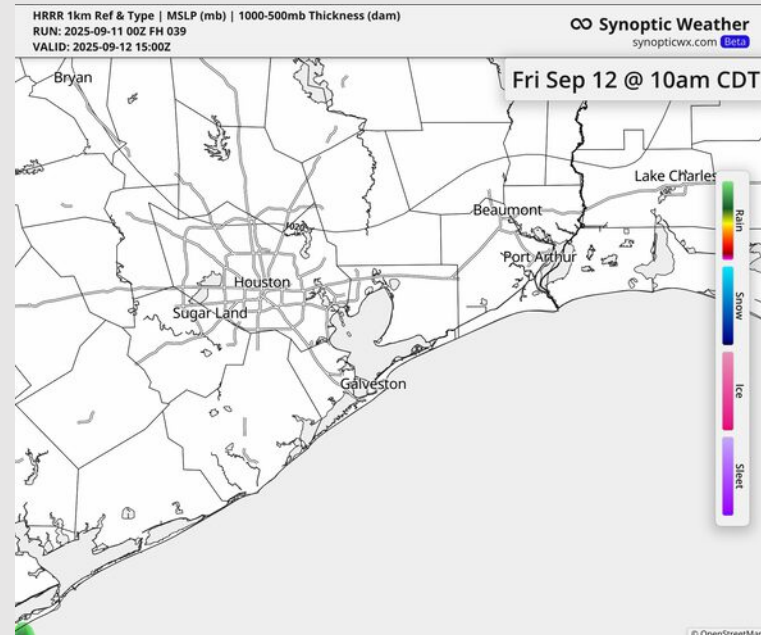 HRRR 1km Ref & Type | MSLP (mb) | 1000-500mb Thickness (dam)
RUN: 2025-09-11 00Z FH 039
VALID: 2025-09-12 15:00Z
Synoptic Weather
synopticwx.com Beta
Fri Sep 12 @ 10am CDT
Bryan
Lake Charles
Beaumont
1020
Port Arthur
Houston
Sugar Land
Galveston
Rain
Snow
Ice
Sleet
© OpenStreetMap